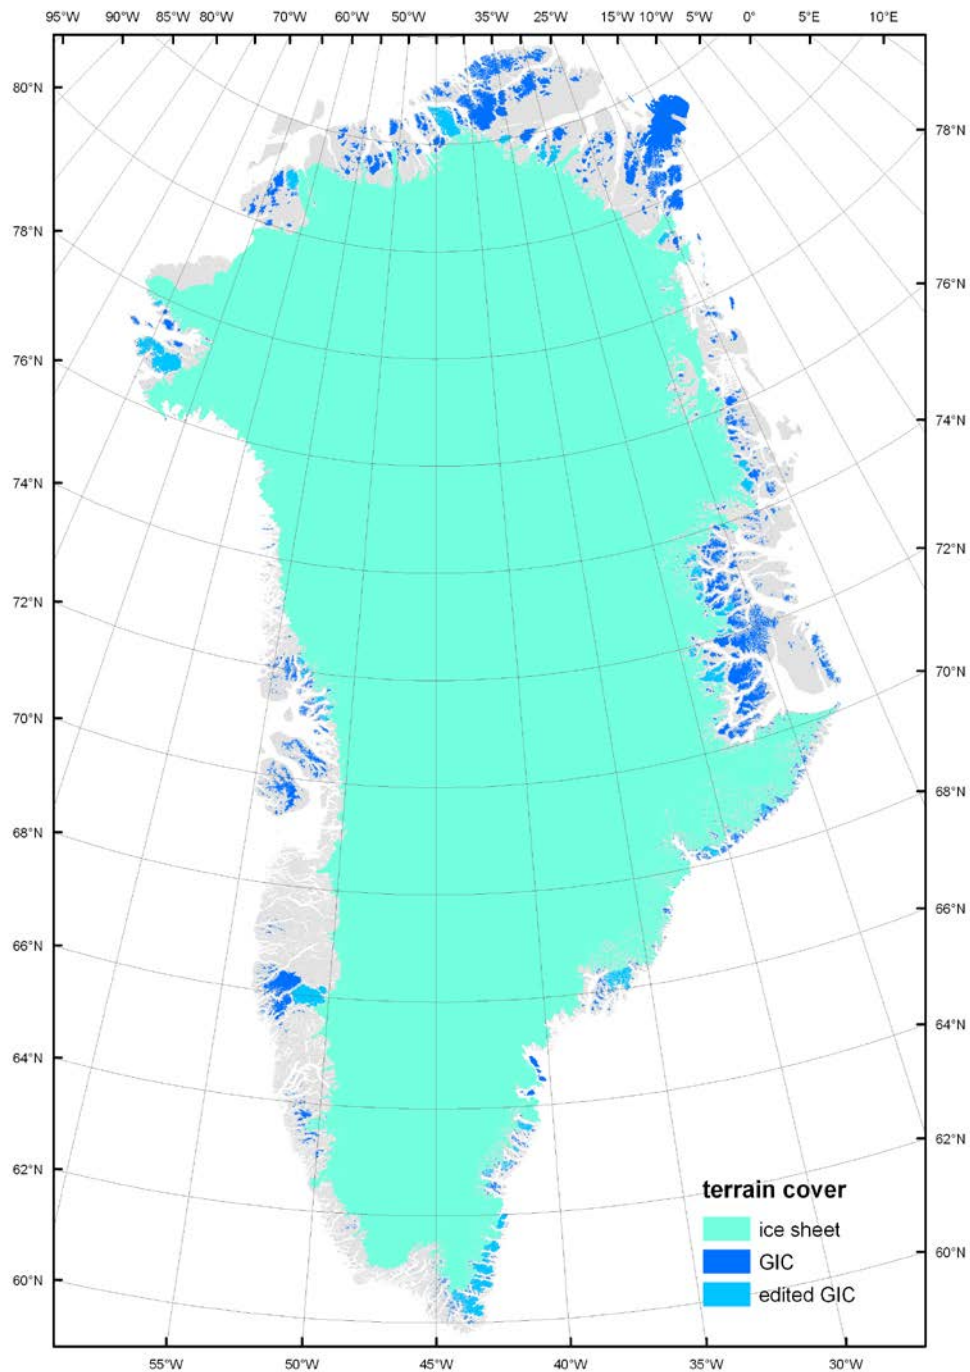 95°W 90°W 85°W 80°W 70°W 60°W 50°W 35°W 25°W 15°W 10°W 5°W 0° 5°E 10°E
80°N
78°N
78°N
76°N
76°N
74°N
74°N
72°N
72°N
70°N
70°N
68°N
68°N
66°N
66°N
64°N
64°N
62°N
62°N
terrain cover
ice sheet
60°N
GIC
60°N
edited GIC
55°W 50°W 45°W 40°W 35°W 30°W